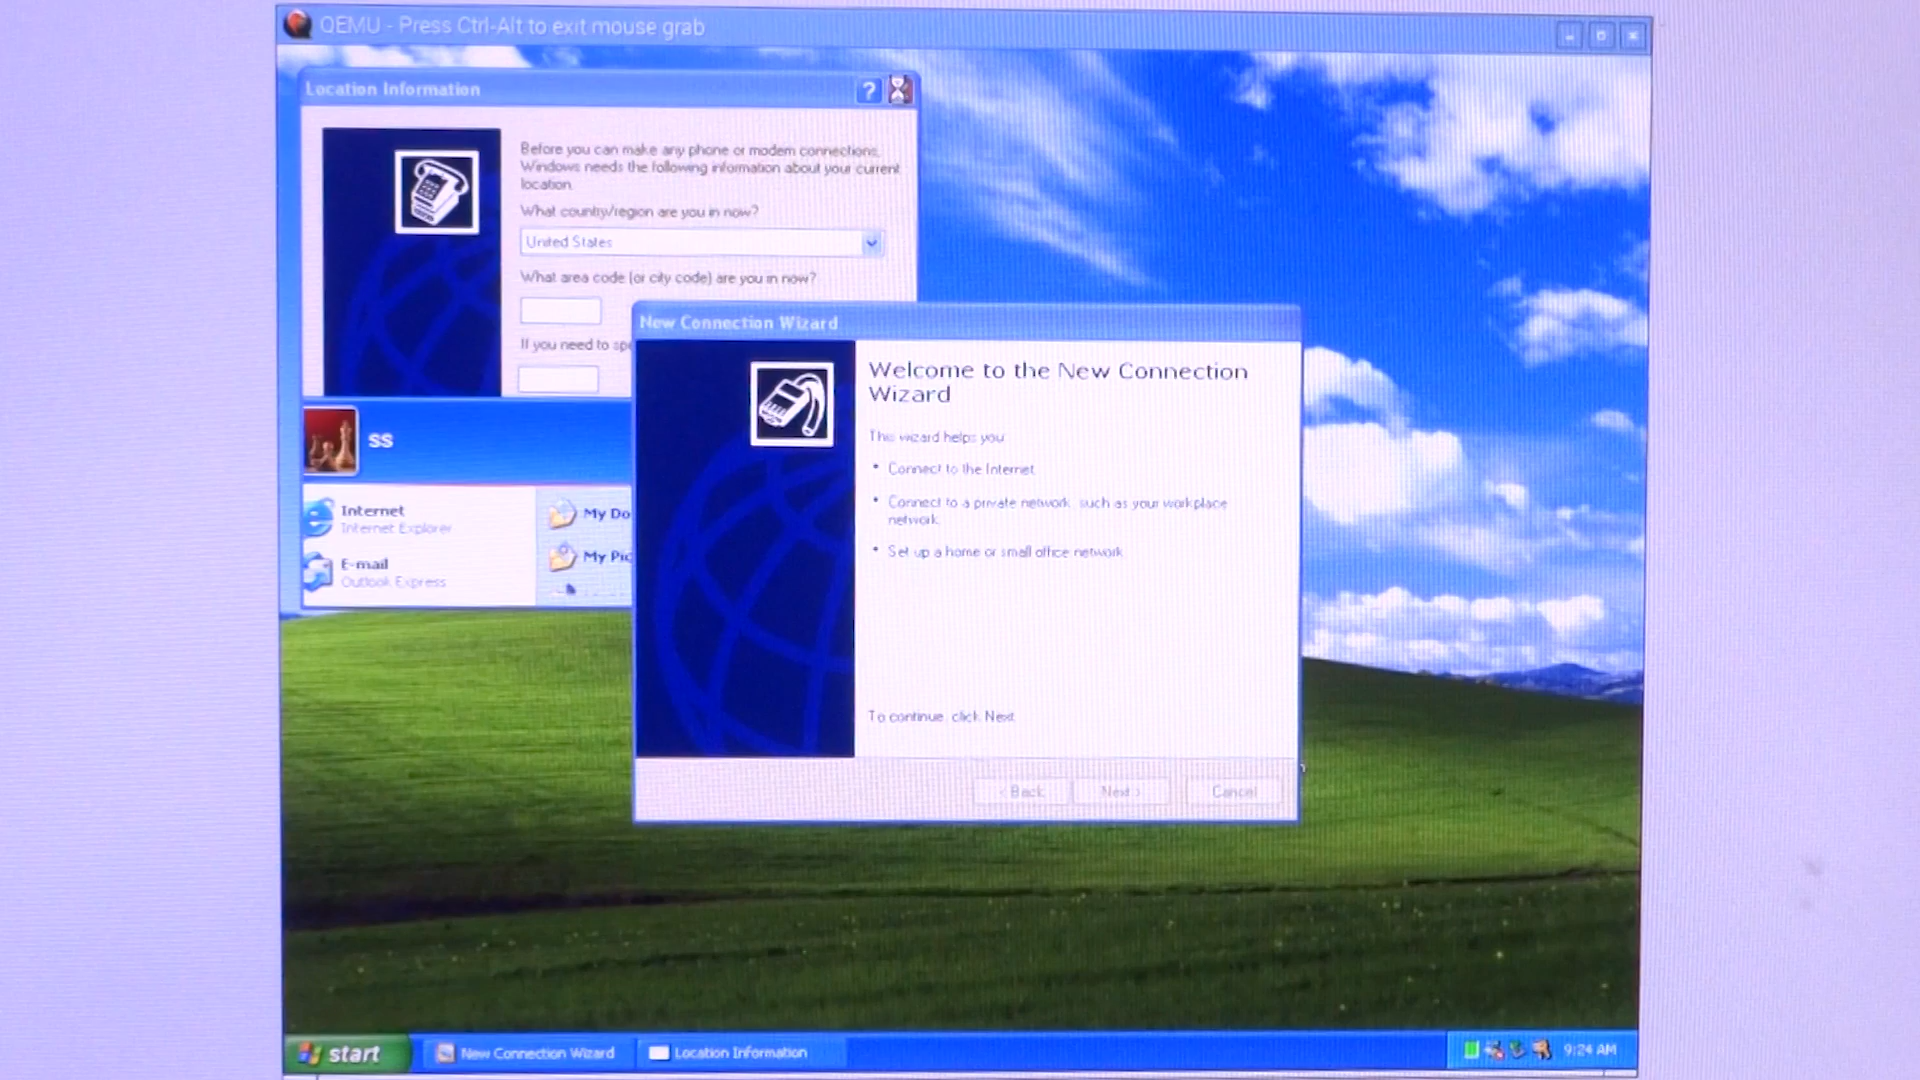 QEMU - Press Ctrl-Alt to exit mouse grab
Location Information
?
Before you can make any phone or modem connections,
Windows needs the following information about your current
location.
What country/region are you in now?
United States
What area code (or city code) are you in now?
If you need to spe
New Connection Wizard
Welcome to the New Connection
Wizard
This wizard helps you
• Connect to the Internet
• Connect to a private network, such as your workplace
network.
• Set up a home or small office network
To continue, click Next
< Back
Next >
Cancel
ss
Internet
Internet Explorer
E-mail
Outlook Express
My Do
My Pic
start
New Connection Wizard
Location Information
9:24 AM